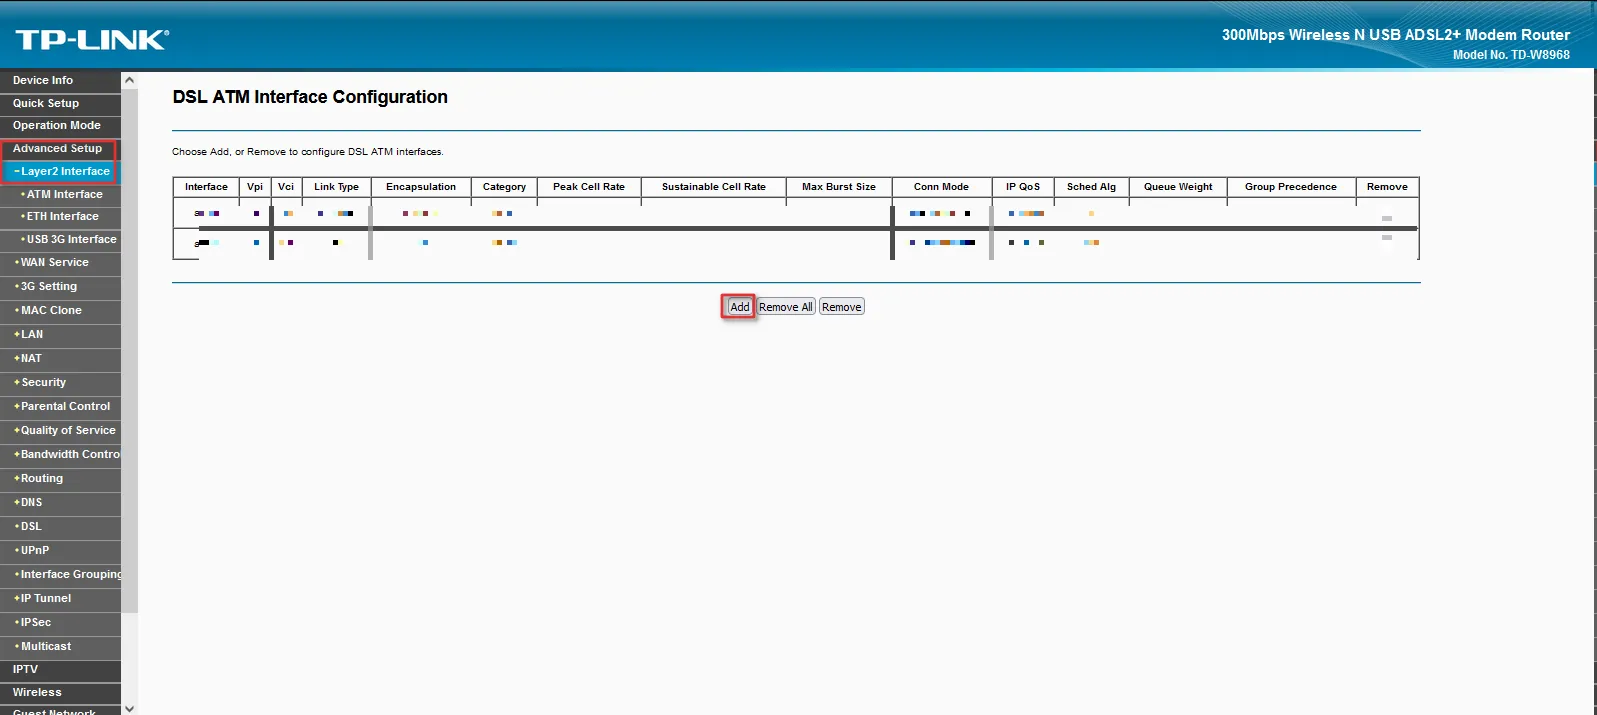 TP-LINK®
300Mbps Wireless N USB ADSL2+ Modem Router
Model No. TD-W8968
Device Info
Quick Setup
Operation Mode
Advanced Setup
-Layer2 Interface
•ATM Interface
•ETH Interface
•USB 3G Interface
•WAN Service
•3G Setting
•MAC Clone
+LAN
+NAT
+Security
+Parental Control
+Quality of Service
+Bandwidth Contro
+Routing
+DNS
•DSL
•UPnP
•Interface Grouping
+IP Tunnel
•IPSec
•Multicast
IPTV
Wireless
Guest Network
DSL ATM Interface Configuration
Choose Add, or Remove to configure DSL ATM interfaces.
Interface Vpi Vci Link Type Encapsulation Category Peak Cell Rate Sustainable Cell Rate Max Burst Size Conn Mode IP QoS Sched Alg Queue Weight Group Precedence Remove
Add Remove All Remove